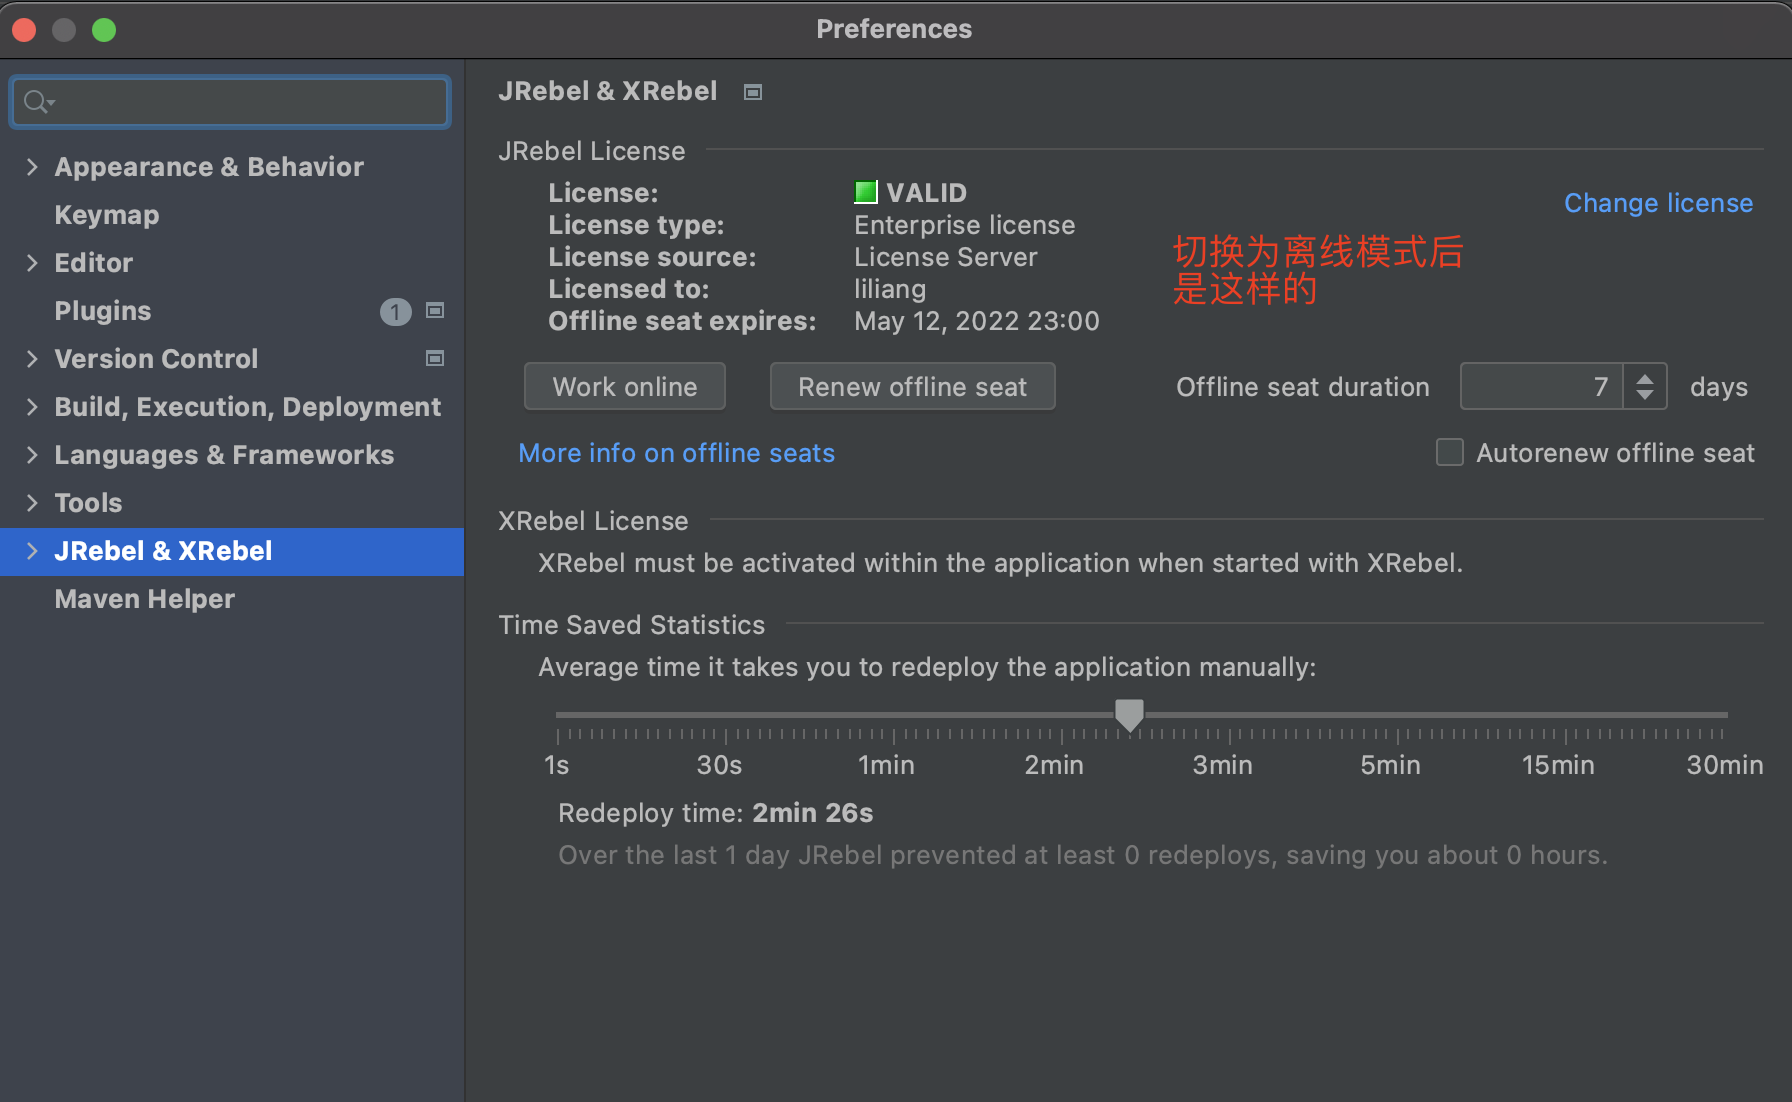 Preferences
Appearance & Behavior
Keymap
Editor
Plugins 1
Version Control
Build, Execution, Deployment
Languages & Frameworks
Tools
JRebel & XRebel
Maven Helper
JRebel & XRebel
JRebel License
License: VALID
License type: Enterprise license
License source: License Server
Licensed to: liliang
Offline seat expires: May 12, 2022 23:00
Change license
切换为离线模式后
是这样的
Work online Renew offline seat Offline seat duration 7 days
More info on offline seats Autorenew offline seat
XRebel License
XRebel must be activated within the application when started with XRebel.
Time Saved Statistics
Average time it takes you to redeploy the application manually:
1s 30s 1min 2min 3min 5min 15min 30min
Redeploy time: 2min 26s
Over the last 1 day JRebel prevented at least 0 redeploys, saving you about 0 hours.